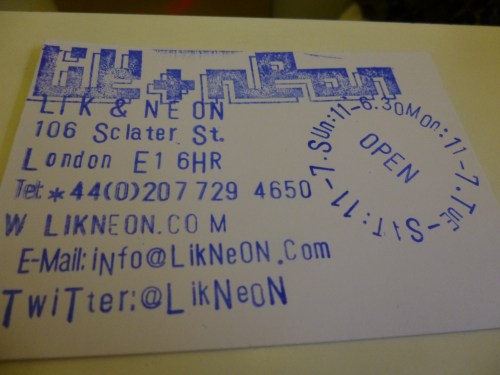 Lik+neon
LIK & NEON
106 Sclater St.
London E1 6HR
Tel: * 44(0)207 729 4650
W LIKNEON.COM
E-Mail: iNfo@LikNeON.Com
TwiTter:@LikNeoN
SUN:11-6.30 Mon:11-7. Tue-SaT:11-7.
OPEN